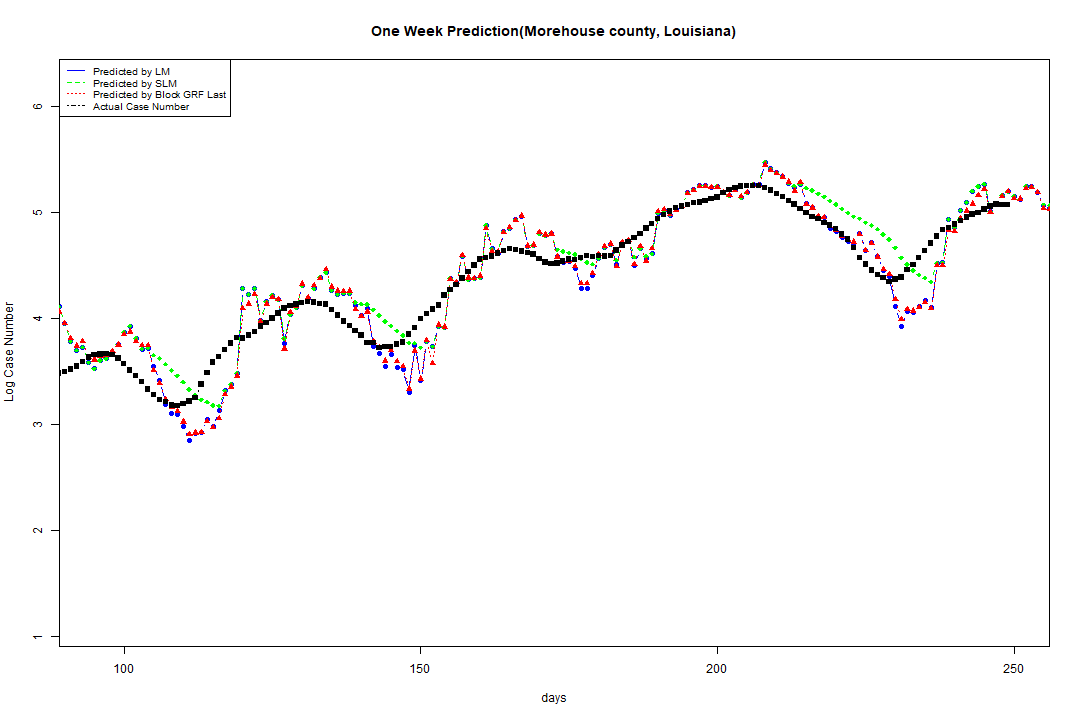 One Week Prediction(Morehouse county, Louisiana)
Predicted by LM
Predicted by SLM
Predicted by Block GRF Last
Actual Case Number
6
5
4
3
2
1
Log Case Number
100
150
200
250
days